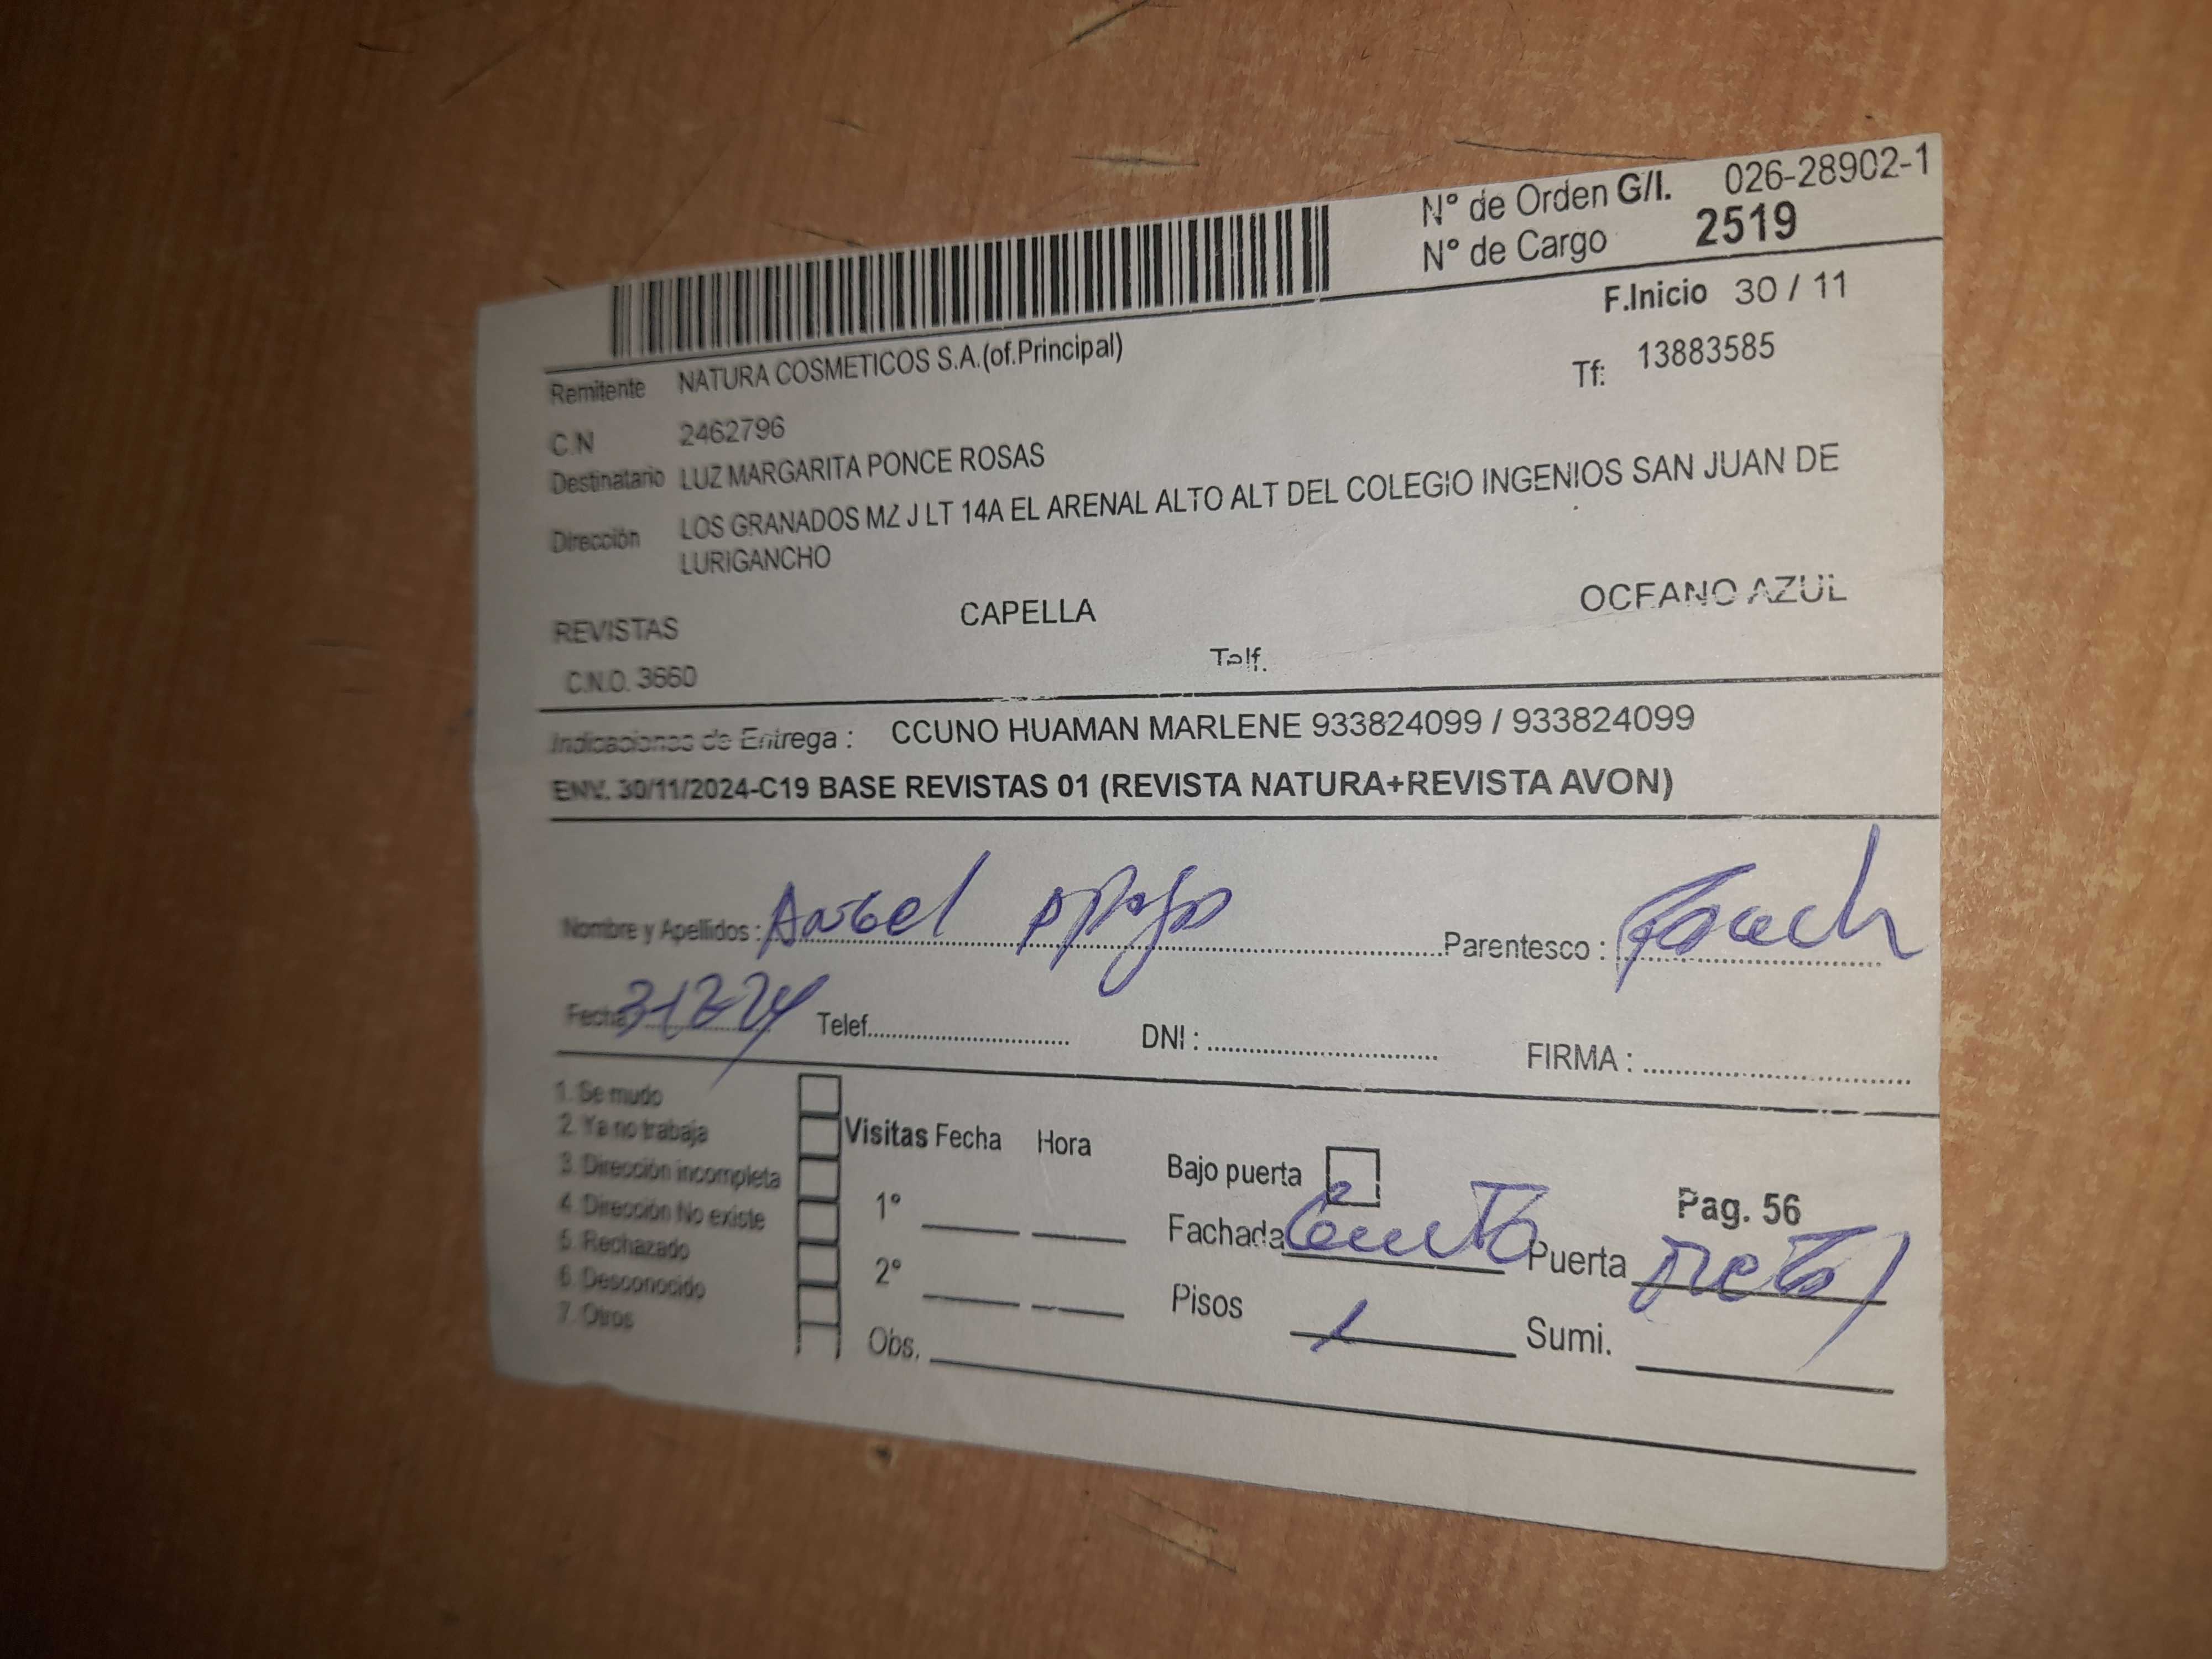 N° de Orden G/I. 026-28902-1
N° de Cargo 2519
F.Inicio 30 / 11
Remitente NATURA COSMETICOS S.A.(of.Principal)
Tf: 13883585
C.N 2462796
Destinatario LUZ MARGARITA PONCE ROSAS
Dirección LOS GRANADOS MZ J LT 14A EL ARENAL ALTO ALT DEL COLEGIO INGENIOS SAN JUAN DE
LURIGANCHO
REVISTAS CAPELLA OCEANO AZUL
C.N.O. 3660 Telf.
Indicaciones de Entrega : CCUNO HUAMAN MARLENE 933824099 / 933824099
ENV. 30/11/2024-C19 BASE REVISTAS 01 (REVISTA NATURA+REVISTA AVON)
Nombre y Apellidos : Angel Parentesco :
Fecha Telef. DNI : FIRMA :
1. Se mudo
2. Ya no trabaja
3. Dirección incompleta
4. Dirección No existe
5. Rechazado
6. Desconocido
7. Otros
Visitas Fecha Hora
1°
2°
Obs.
Bajo puerta
Pag. 56
Fachada Puerta metal
Pisos 1 Sumi.